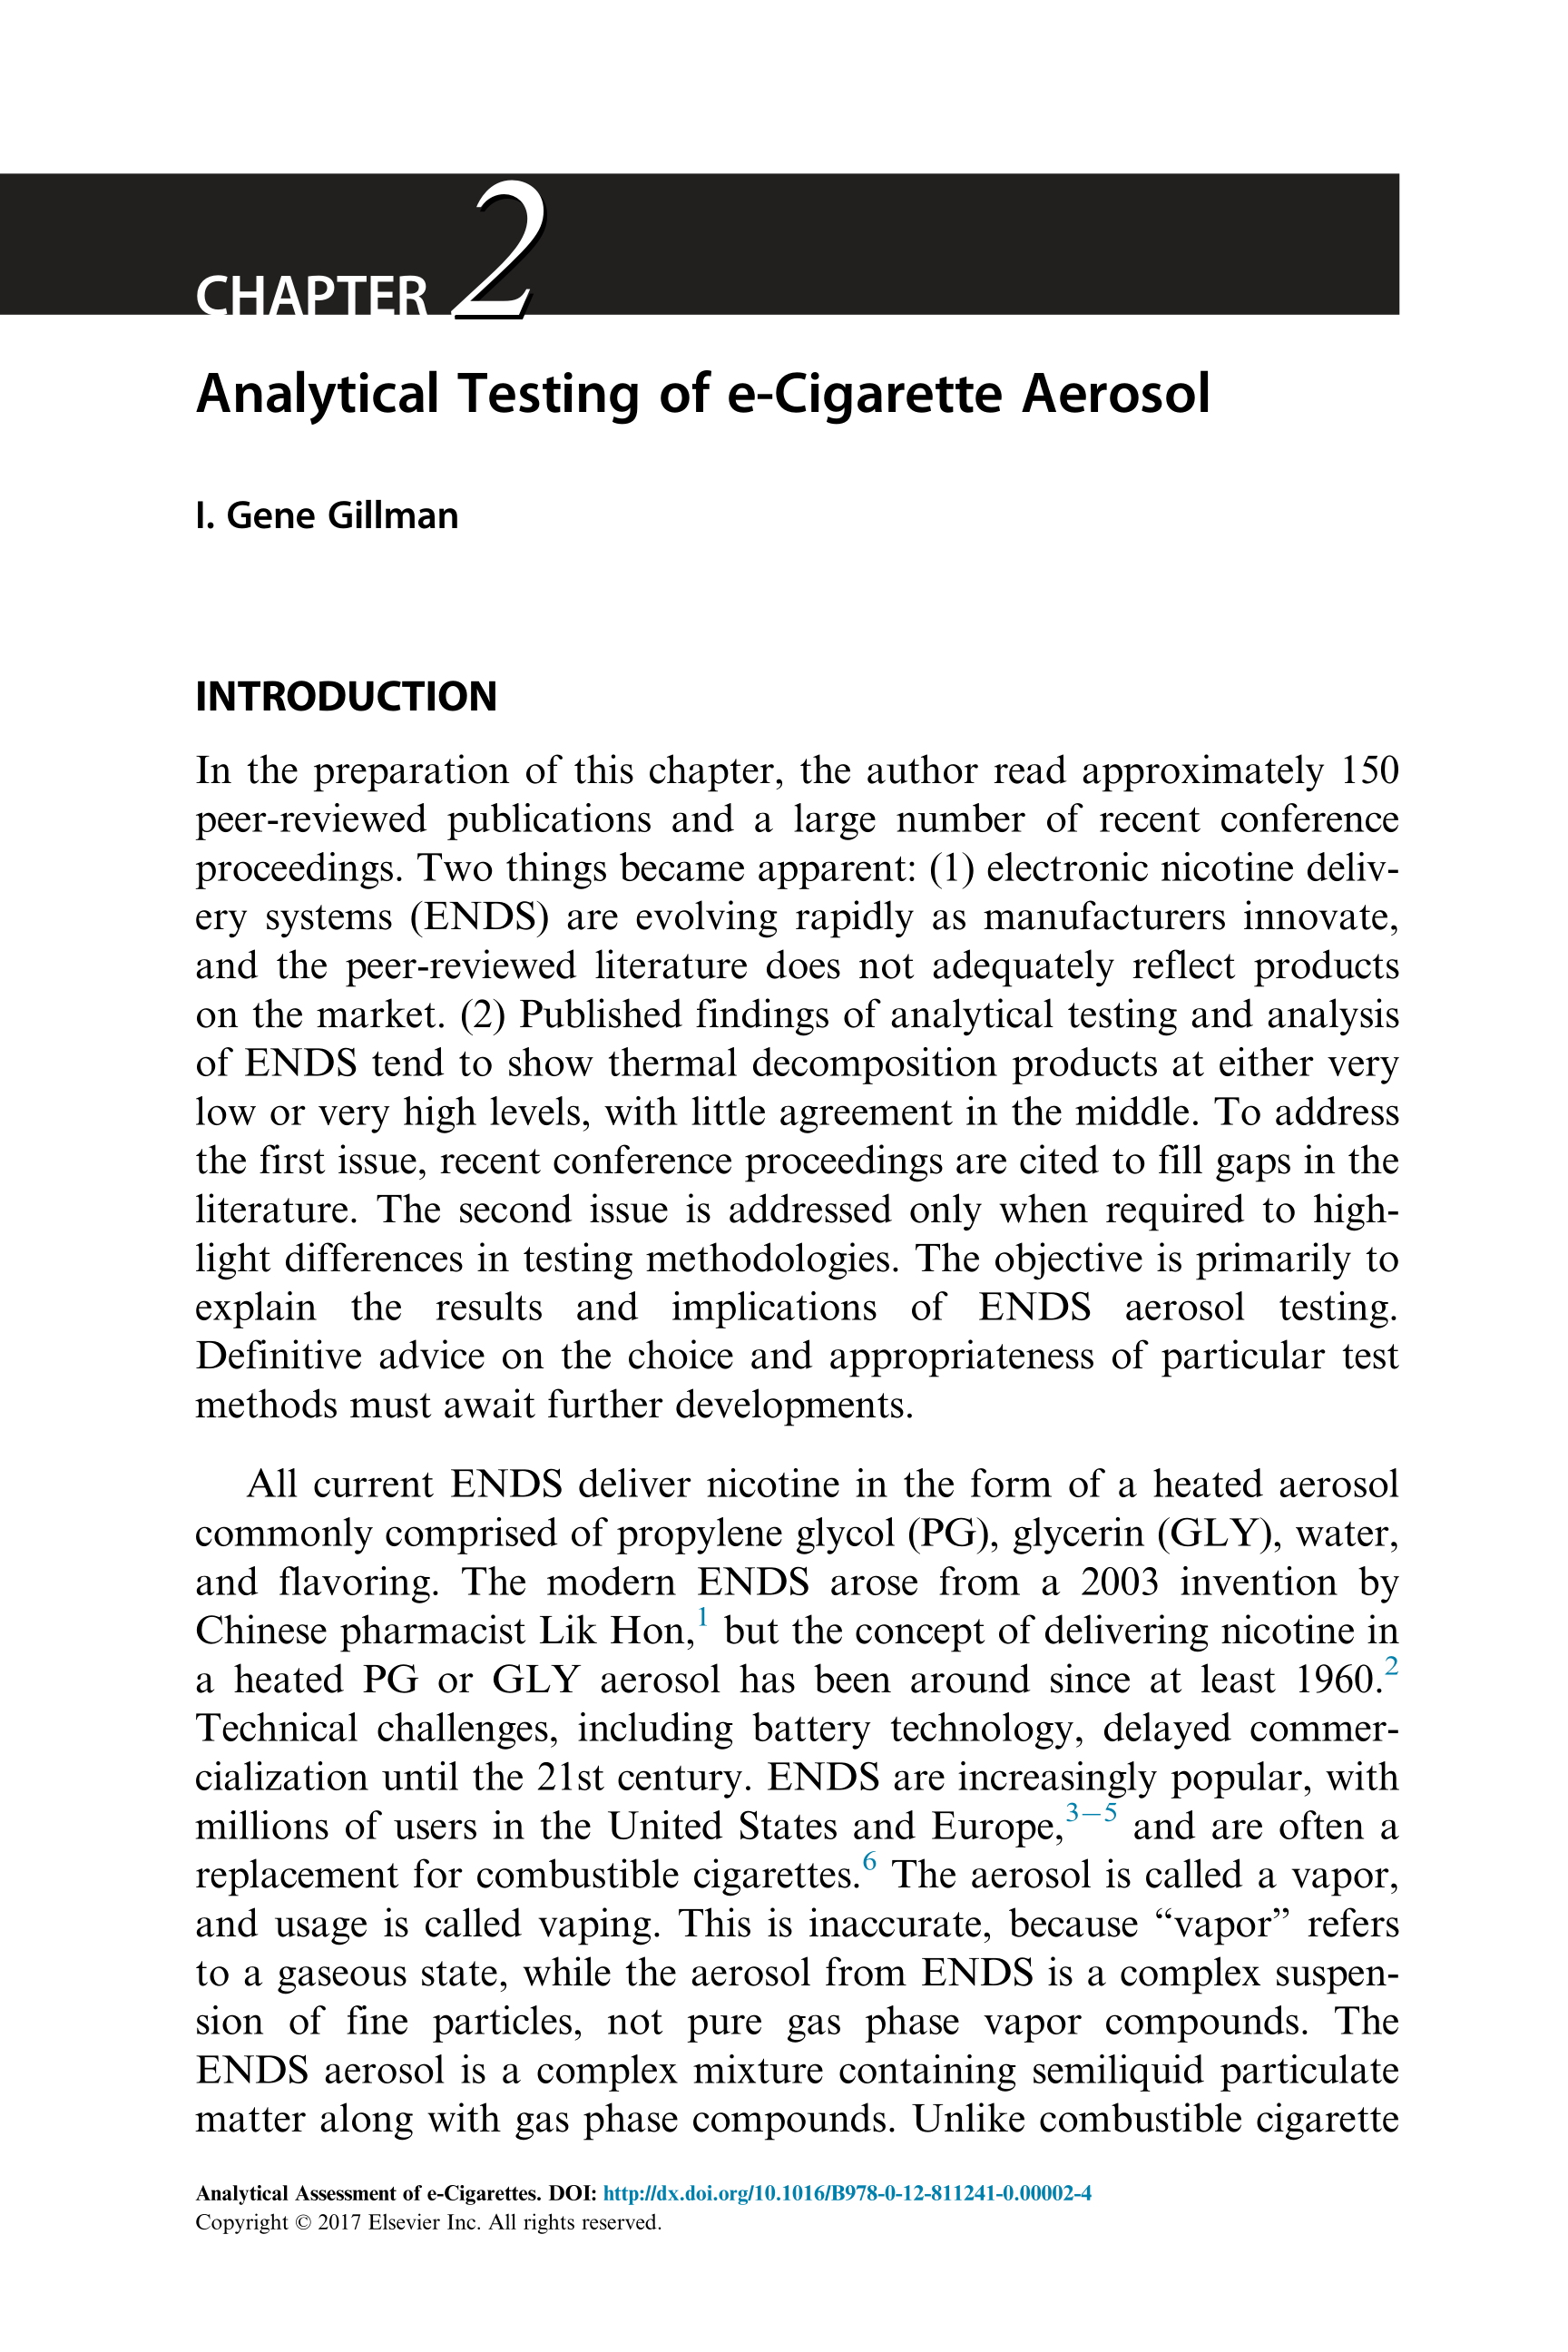 CHAPTER 2
Analytical Testing of e-Cigarette Aerosol
I. Gene Gillman
INTRODUCTION
In the preparation of this chapter, the author read approximately 150
peer-reviewed publications and a large number of recent conference
proceedings. Two things became apparent: (1) electronic nicotine deliv-
ery systems (ENDS) are evolving rapidly as manufacturers innovate,
and the peer-reviewed literature does not adequately reflect products
on the market. (2) Published findings of analytical testing and analysis
of ENDS tend to show thermal decomposition products at either very
low or very high levels, with little agreement in the middle. To address
the first issue, recent conference proceedings are cited to fill gaps in the
literature. The second issue is addressed only when required to high-
light differences in testing methodologies. The objective is primarily to
explain the results and implications of ENDS aerosol testing.
Definitive advice on the choice and appropriateness of particular test
methods must await further developments.
All current ENDS deliver nicotine in the form of a heated aerosol
commonly comprised of propylene glycol (PG), glycerin (GLY), water,
and flavoring. The modern ENDS arose from a 2003 invention by
Chinese pharmacist Lik Hon,1 but the concept of delivering nicotine in
a heated PG or GLY aerosol has been around since at least 1960.2
Technical challenges, including battery technology, delayed commer-
cialization until the 21st century. ENDS are increasingly popular, with
millions of users in the United States and Europe,3–5 and are often a
replacement for combustible cigarettes.6 The aerosol is called a vapor,
and usage is called vaping. This is inaccurate, because “vapor” refers
to a gaseous state, while the aerosol from ENDS is a complex suspen-
sion of fine particles, not pure gas phase vapor compounds. The
ENDS aerosol is a complex mixture containing semiliquid particulate
matter along with gas phase compounds. Unlike combustible cigarette
Analytical Assessment of e-Cigarettes. DOI: http://dx.doi.org/10.1016/B978-0-12-811241-0.00002-4
Copyright © 2017 Elsevier Inc. All rights reserved.